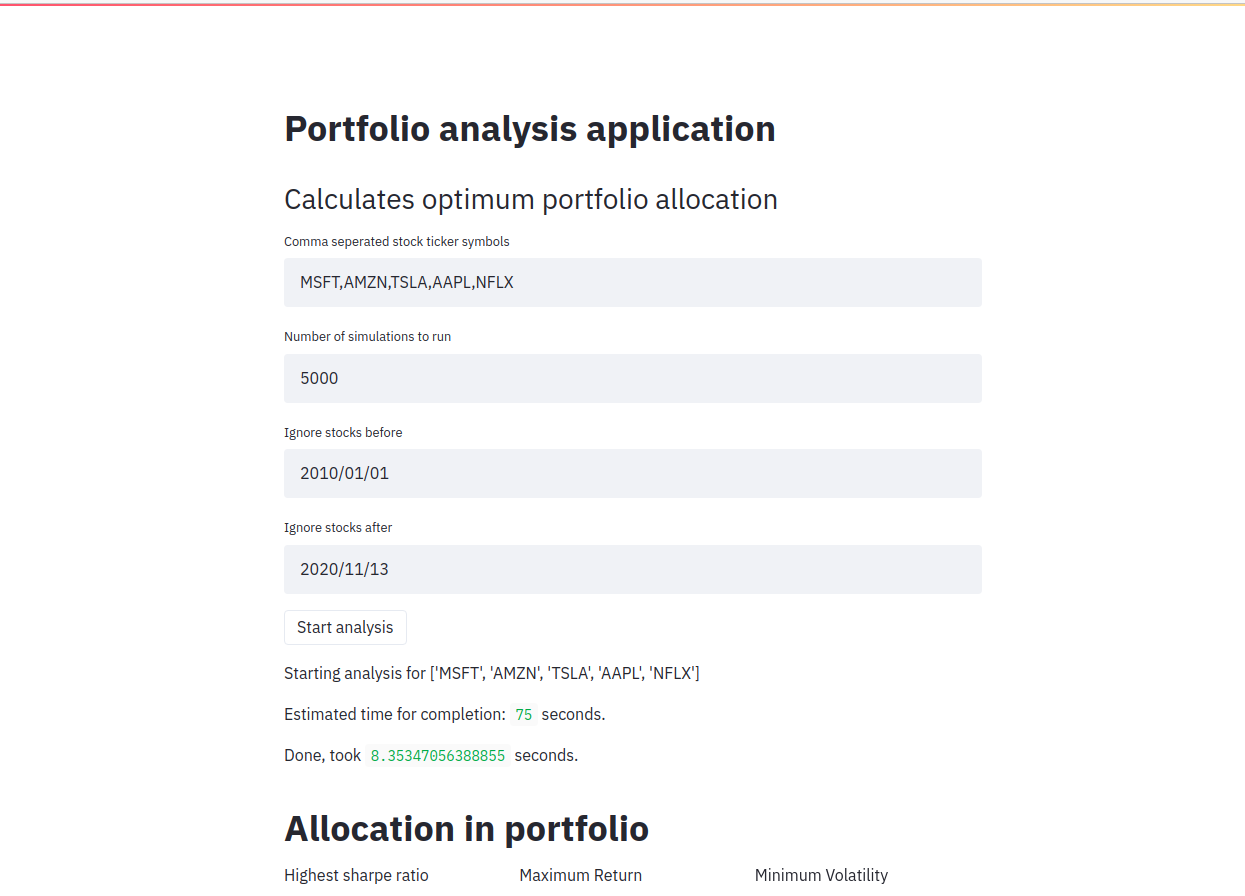 Portfolio analysis application
Calculates optimum portfolio allocation
Comma seperated stock ticker symbols
MSFT,AMZN,TSLA,AAPL,NFLX
Number of simulations to run
5000
Ignore stocks before
2010/01/01
Ignore stocks after
2020/11/13
Start analysis
Starting analysis for ['MSFT', 'AMZN', 'TSLA', 'AAPL', 'NFLX']
Estimated time for completion: 75 seconds.
Done, took 8.35347056388855 seconds.
Allocation in portfolio
Highest sharpe ratio Maximum Return Minimum Volatility